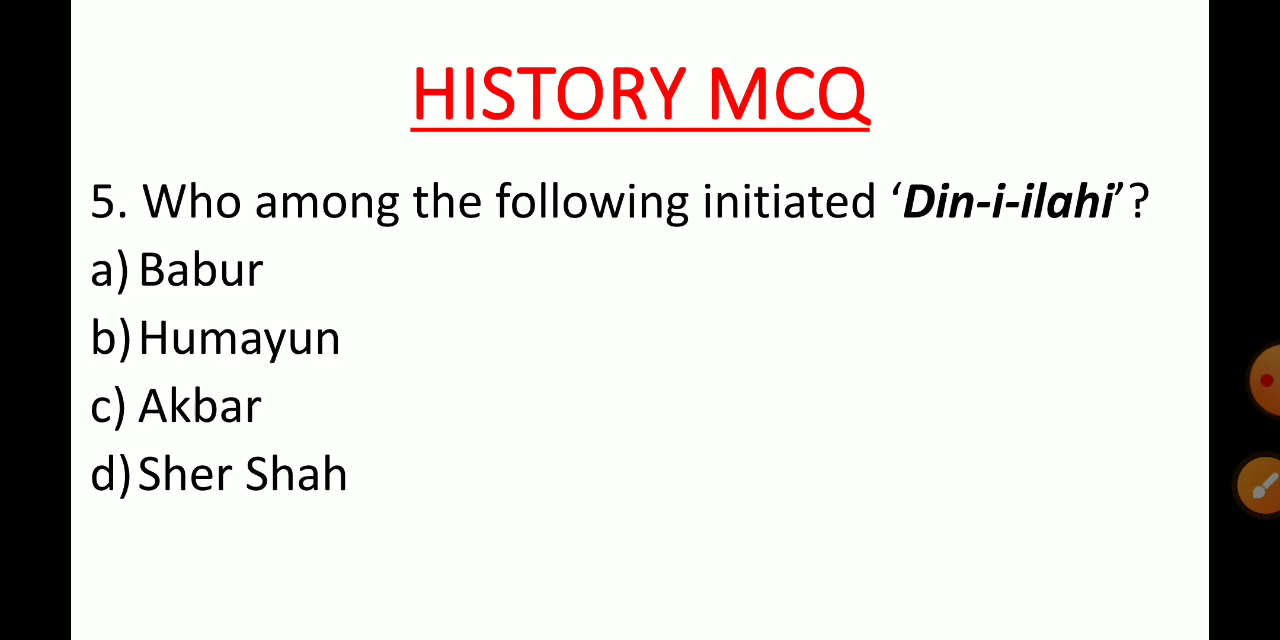 HISTORY MCQ
5. Who among the following initiated ‘Din-i-ilahi’?
a) Babur
b) Humayun
c) Akbar
d) Sher Shah